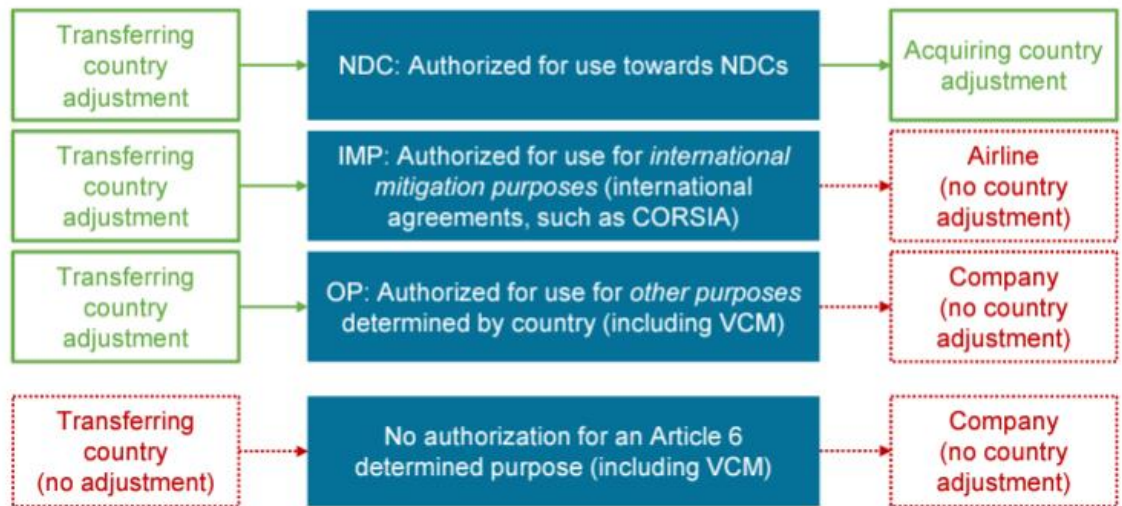 Transferring
country
adjustment
NDC: Authorized for use towards NDCs
Acquiring country
adjustment
Transferring
country
adjustment
IMP: Authorized for use for international
mitigation purposes (international
agreements, such as CORSIA)
Airline
(no country
adjustment)
Transferring
country
adjustment
OP: Authorized for use for other purposes
determined by country (including VCM)
Company
(no country
adjustment)
Transferring
country
(no adjustment)
No authorization for an Article 6
determined purpose (including VCM)
Company
(no country
adjustment)